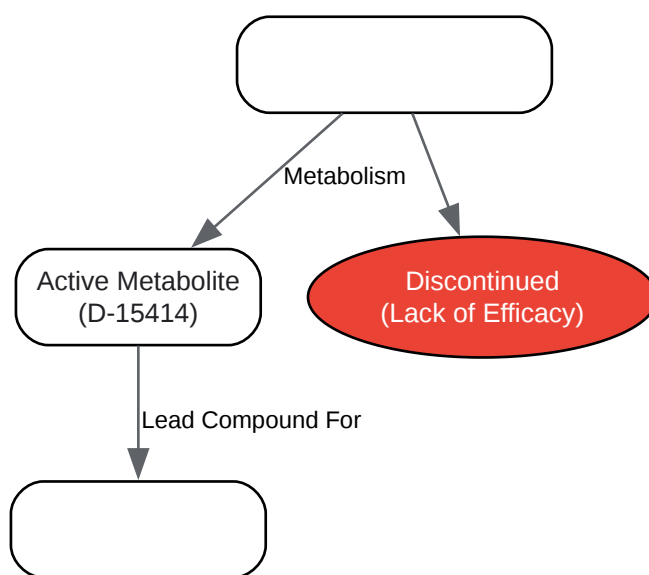 Metabolism
Active Metabolite
(D-15414)
Discontinued
(Lack of Efficacy)
Lead Compound For